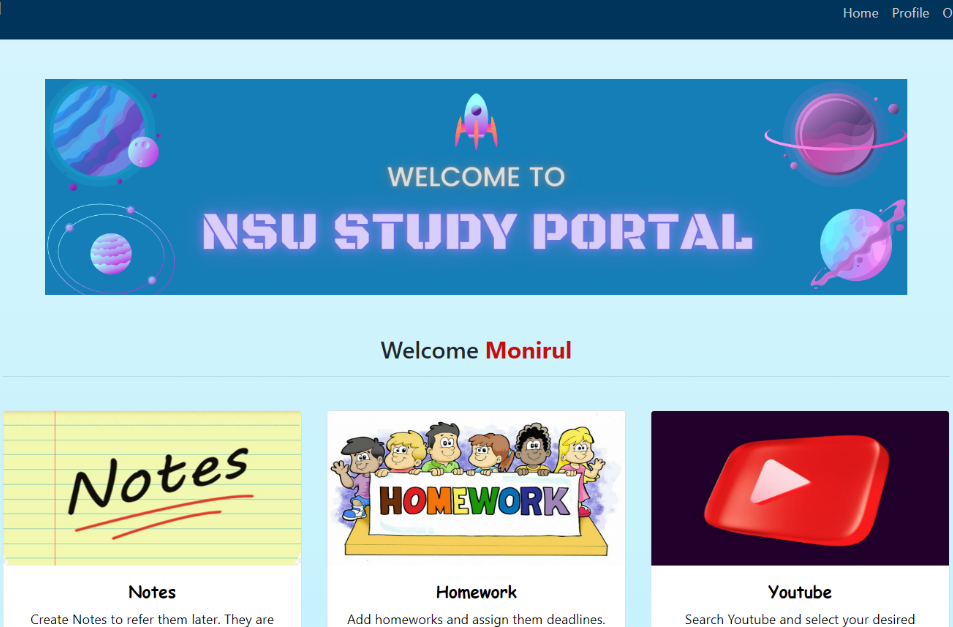 Home Profile O
WELCOME TO
NSU STUDY PORTAL
Welcome Monirul
Notes
HOMEWORK
Notes
Homework
Youtube
Create Notes to refer them later. They are
Add homeworks and assign them deadlines.
Search Youtube and select your desired